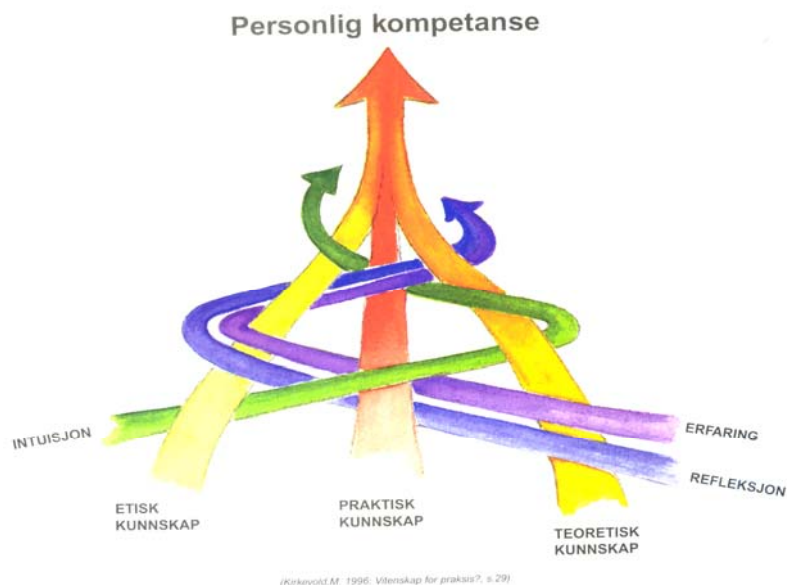 Personlig kompetanse
INTUISJON
ERFARING
REFLEKSJON
ETISK
KUNNSKAP
PRAKTISK
KUNNSKAP
TEORETISK
KUNNSKAP
(Kirkevold,M. 1996: Vitenskap for praksis?, s.29)